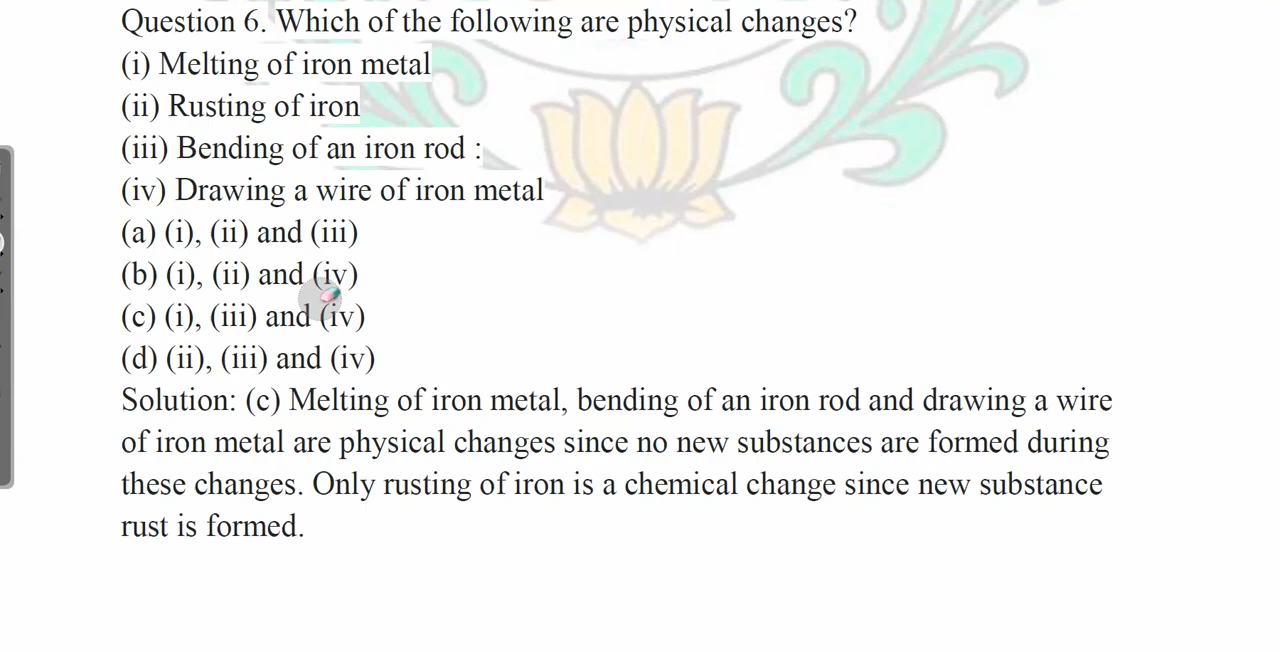 Question 6. Which of the following are physical changes?
(i) Melting of iron metal
(ii) Rusting of iron
(iii) Bending of an iron rod :
(iv) Drawing a wire of iron metal
(a) (i), (ii) and (iii)
(b) (i), (ii) and (iv)
(c) (i), (iii) and (iv)
(d) (ii), (iii) and (iv)
Solution: (c) Melting of iron metal, bending of an iron rod and drawing a wire
of iron metal are physical changes since no new substances are formed during
these changes. Only rusting of iron is a chemical change since new substance
rust is formed.